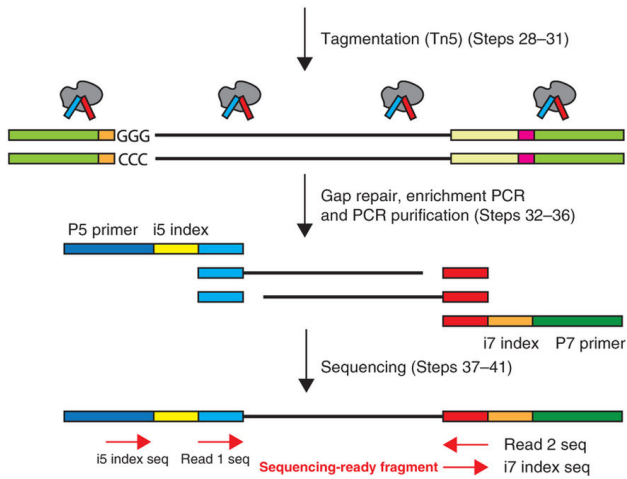 Tagmentation (Tn5) (Steps 28–31)
GGG
CCC
Gap repair, enrichment PCR
and PCR purification (Steps 32–36)
P5 primer i5 index
i7 index P7 primer
Sequencing (Steps 37–41)
i5 index seq Read 1 seq Read 2 seq
Sequencing-ready fragment i7 index seq